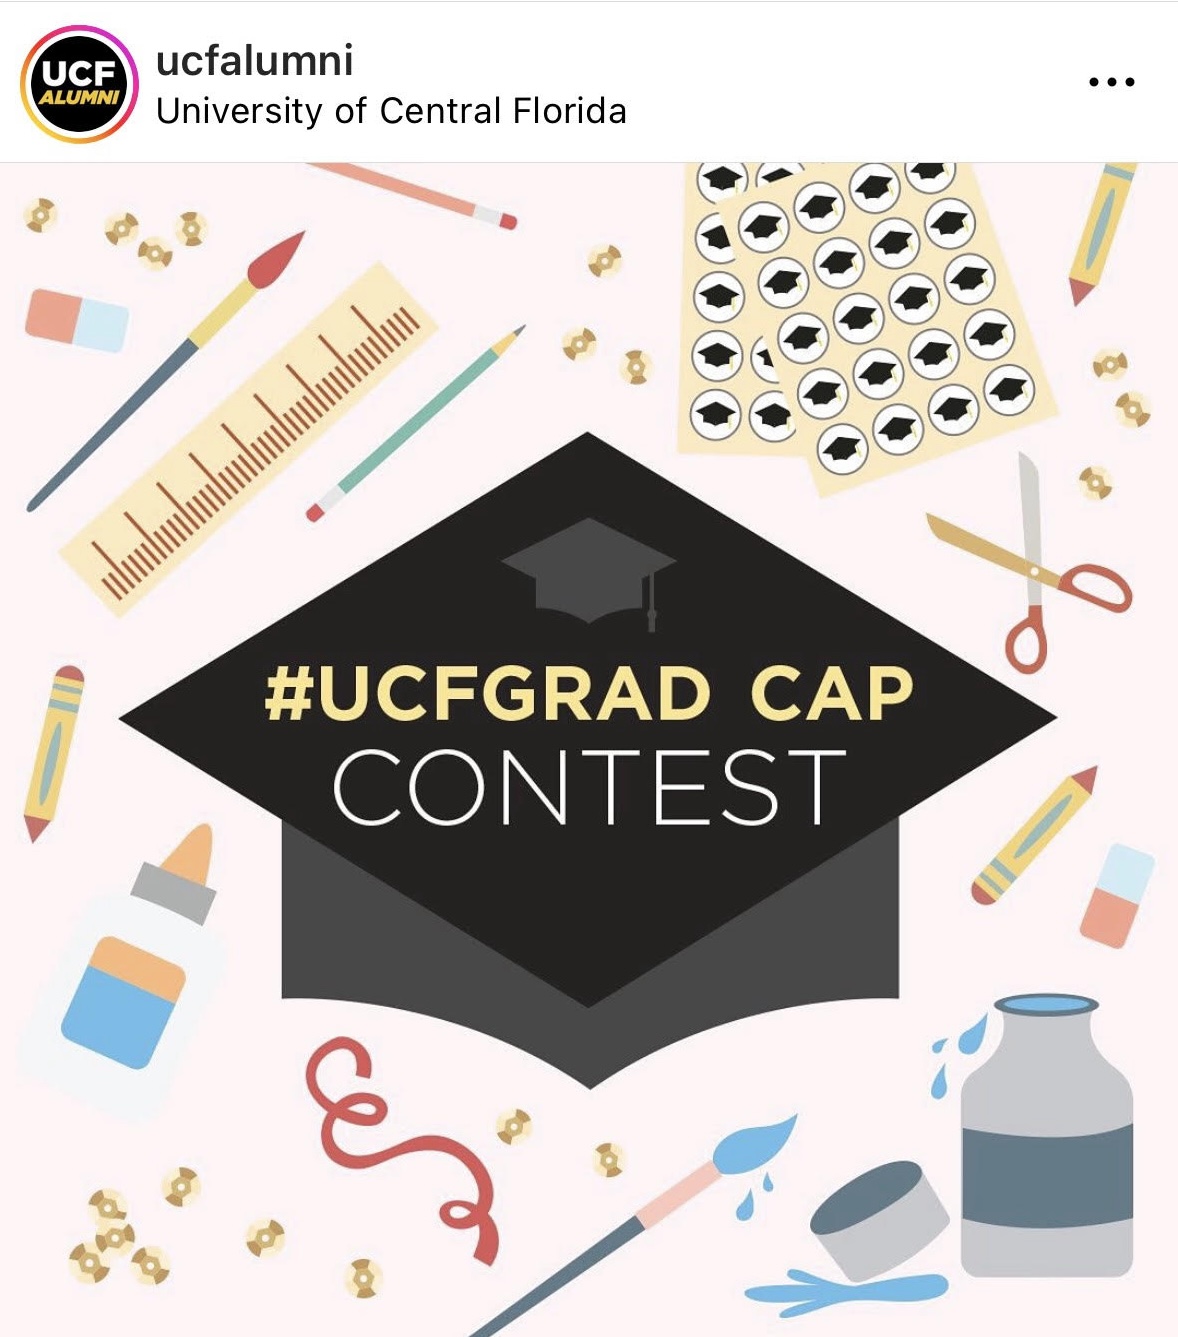 UCF
ALUMNI
ucfalumni
University of Central Florida
#UCFGRAD CAP
CONTEST